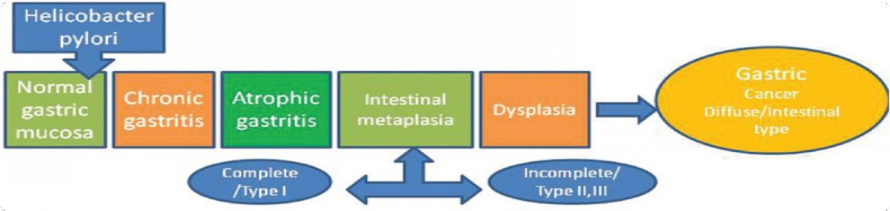 Helicobacter
pylori
Normal
gastric
mucosa
Chronic
gastritis
Atrophic
gastritis
Intestinal
metaplasia
Dysplasia
Gastric
Cancer
Diffuse/Intestinal
type
Complete
/Type I
Incomplete/
Type II,III